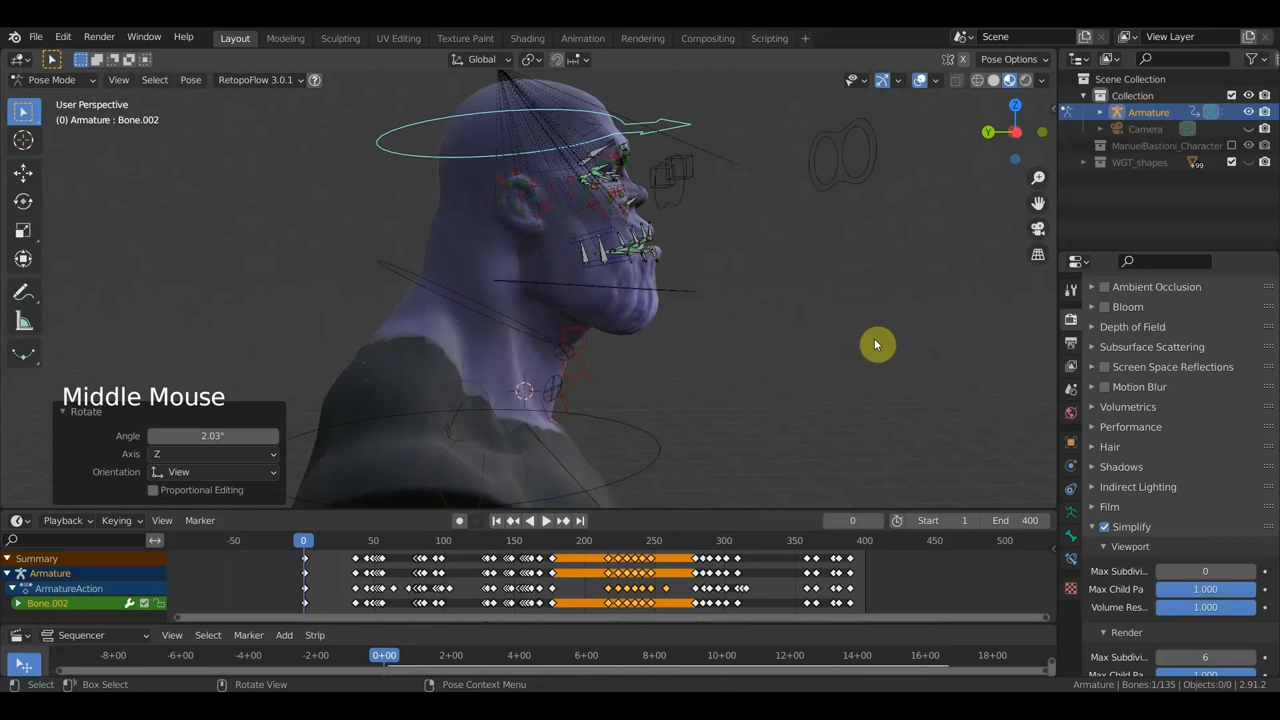 File Edit Render Window Help Layout Modeling Sculpting UV Editing Texture Paint Shading Animation Rendering Compositing Scripting + Scene View Layer
Global Pose Options
Pose Mode View Select Pose RetopoFlow 3.0.1
Scene Collection
Collection
Armature
Camera
ManuelBastioni_Character
WGT_shapes 99
User Perspective
(0) Armature : Bone.002
X
Y
Z
Middle Mouse
Rotate
Angle 2.03°
Axis Z
Orientation View
Proportional Editing
Ambient Occlusion
Bloom
Depth of Field
Subsurface Scattering
Screen Space Reflections
Motion Blur
Volumetrics
Performance
Hair
Shadows
Indirect Lighting
Film
Simplify
Viewport
Max Subdivi.. 0
Max Child Pa 1.000
Volume Res... 1.000
Render
Max Subdivi.. 6
Max Child Pa 1.000
Playback Keying View Marker 0 Start 1 End 400
-50 0 50 100 150 200 250 300 350 400 450 500
Summary
Armature
ArmatureAction
Bone.002
Sequencer View Select Marker Add Strip
-8+00 -6+00 -4+00 -2+00 0+00 2+00 4+00 6+00 8+00 10+00 12+00 14+00 16+00 18+00
Select Box Select Rotate View Pose Context Menu Armature | Bones:1/135 | Objects:0/0 | 2.91.2